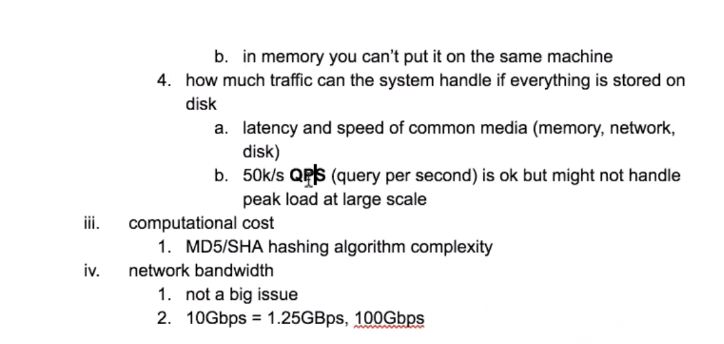 b. in memory you can't put it on the same machine
4. how much traffic can the system handle if everything is stored on
disk
a. latency and speed of common media (memory, network,
disk)
b. 50k/s QPS (query per second) is ok but might not handle
peak load at large scale
iii. computational cost
1. MD5/SHA hashing algorithm complexity
iv. network bandwidth
1. not a big issue
2. 10Gbps = 1.25GBps, 100Gbps